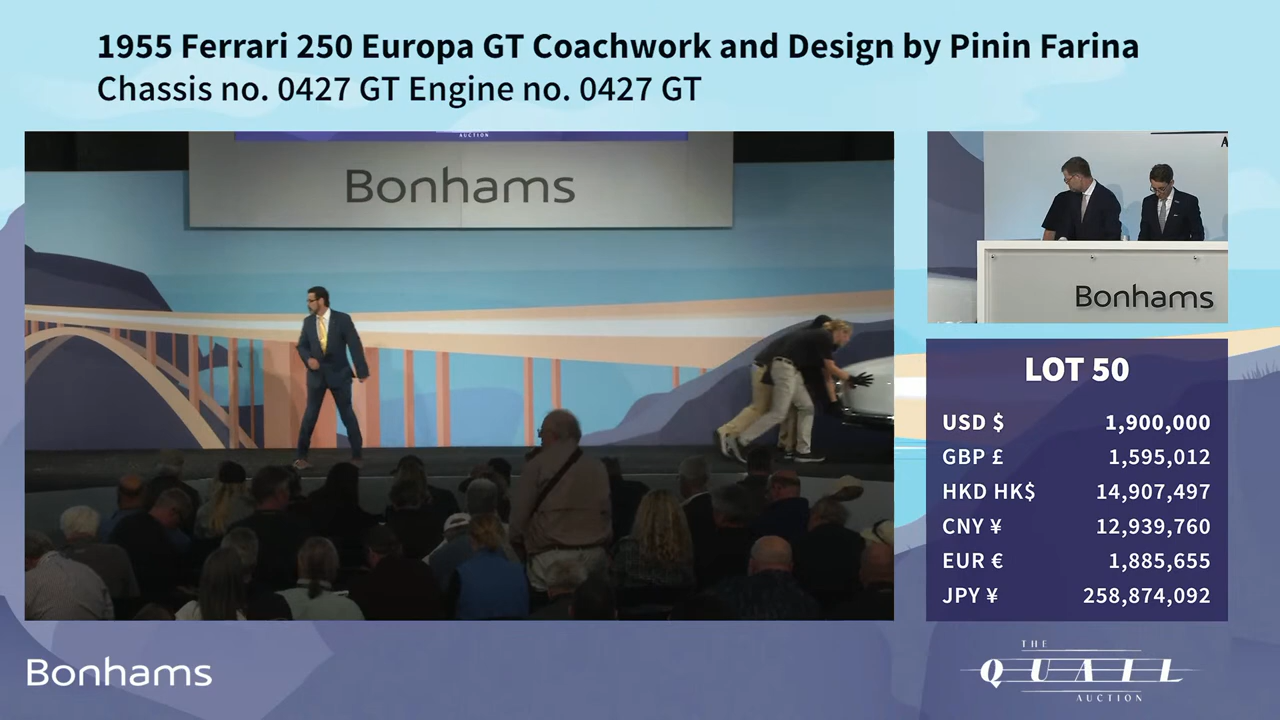 1955 Ferrari 250 Europa GT Coachwork and Design by Pinin Farina
Chassis no. 0427 GT Engine no. 0427 GT
AUCTION
Bonhams
A
Bonhams
LOT 50
USD $ 1,900,000
GBP £ 1,595,012
HKD HK$ 14,907,497
CNY ¥ 12,939,760
EUR € 1,885,655
JPY ¥ 258,874,092
Bonhams
THE
QUAIL
AUCTION